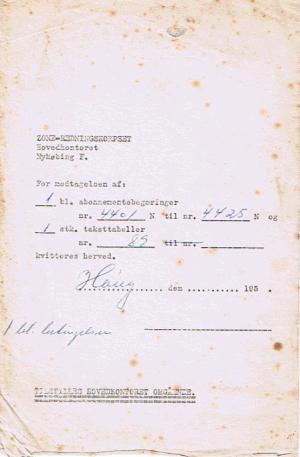 ZONE-REDNINGSKORPSET
Hovedkontoret
Nykøbing F.
For modtagelsen af:
1 bl. abonnementsbegæringer
nr. 4401 N til nr. 4425 N og
1 stk. taksttabeller
nr. 85 til nr.
kvitteres herved.
den .......... 195 .
1 bl.
TILSTILLES HOVEDKONTORET OMGÅENDE.